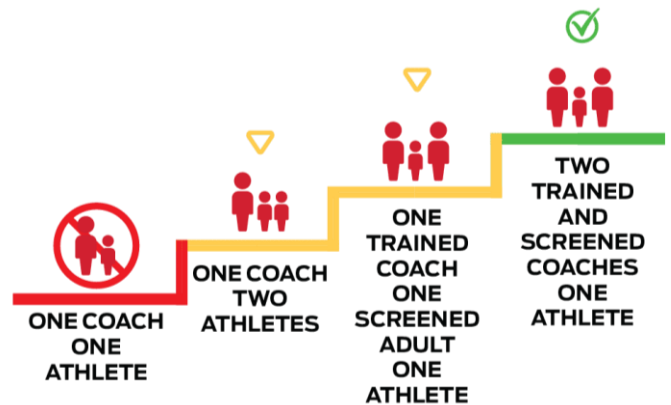 ONE COACH
ONE
ATHLETE
ONE COACH
TWO
ATHLETES
ONE
TRAINED
COACH
ONE
SCREENED
ADULT
ONE
ATHLETE
TWO
TRAINED
AND
SCREENED
COACHES
ONE
ATHLETE